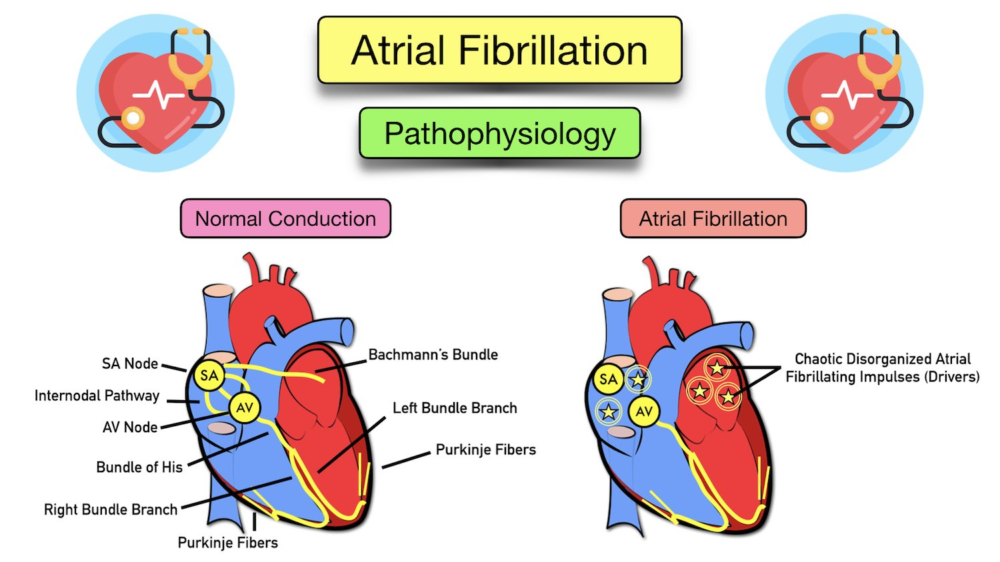 Atrial Fibrillation
Pathophysiology
Normal Conduction
SA Node
Internodal Pathway
AV Node
Bundle of His
Right Bundle Branch
Purkinje Fibers
SA
AV
Bachmann's Bundle
Left Bundle Branch
Purkinje Fibers
Atrial Fibrillation
SA
AV
Chaotic Disorganized Atrial
Fibrillating Impulses (Drivers)